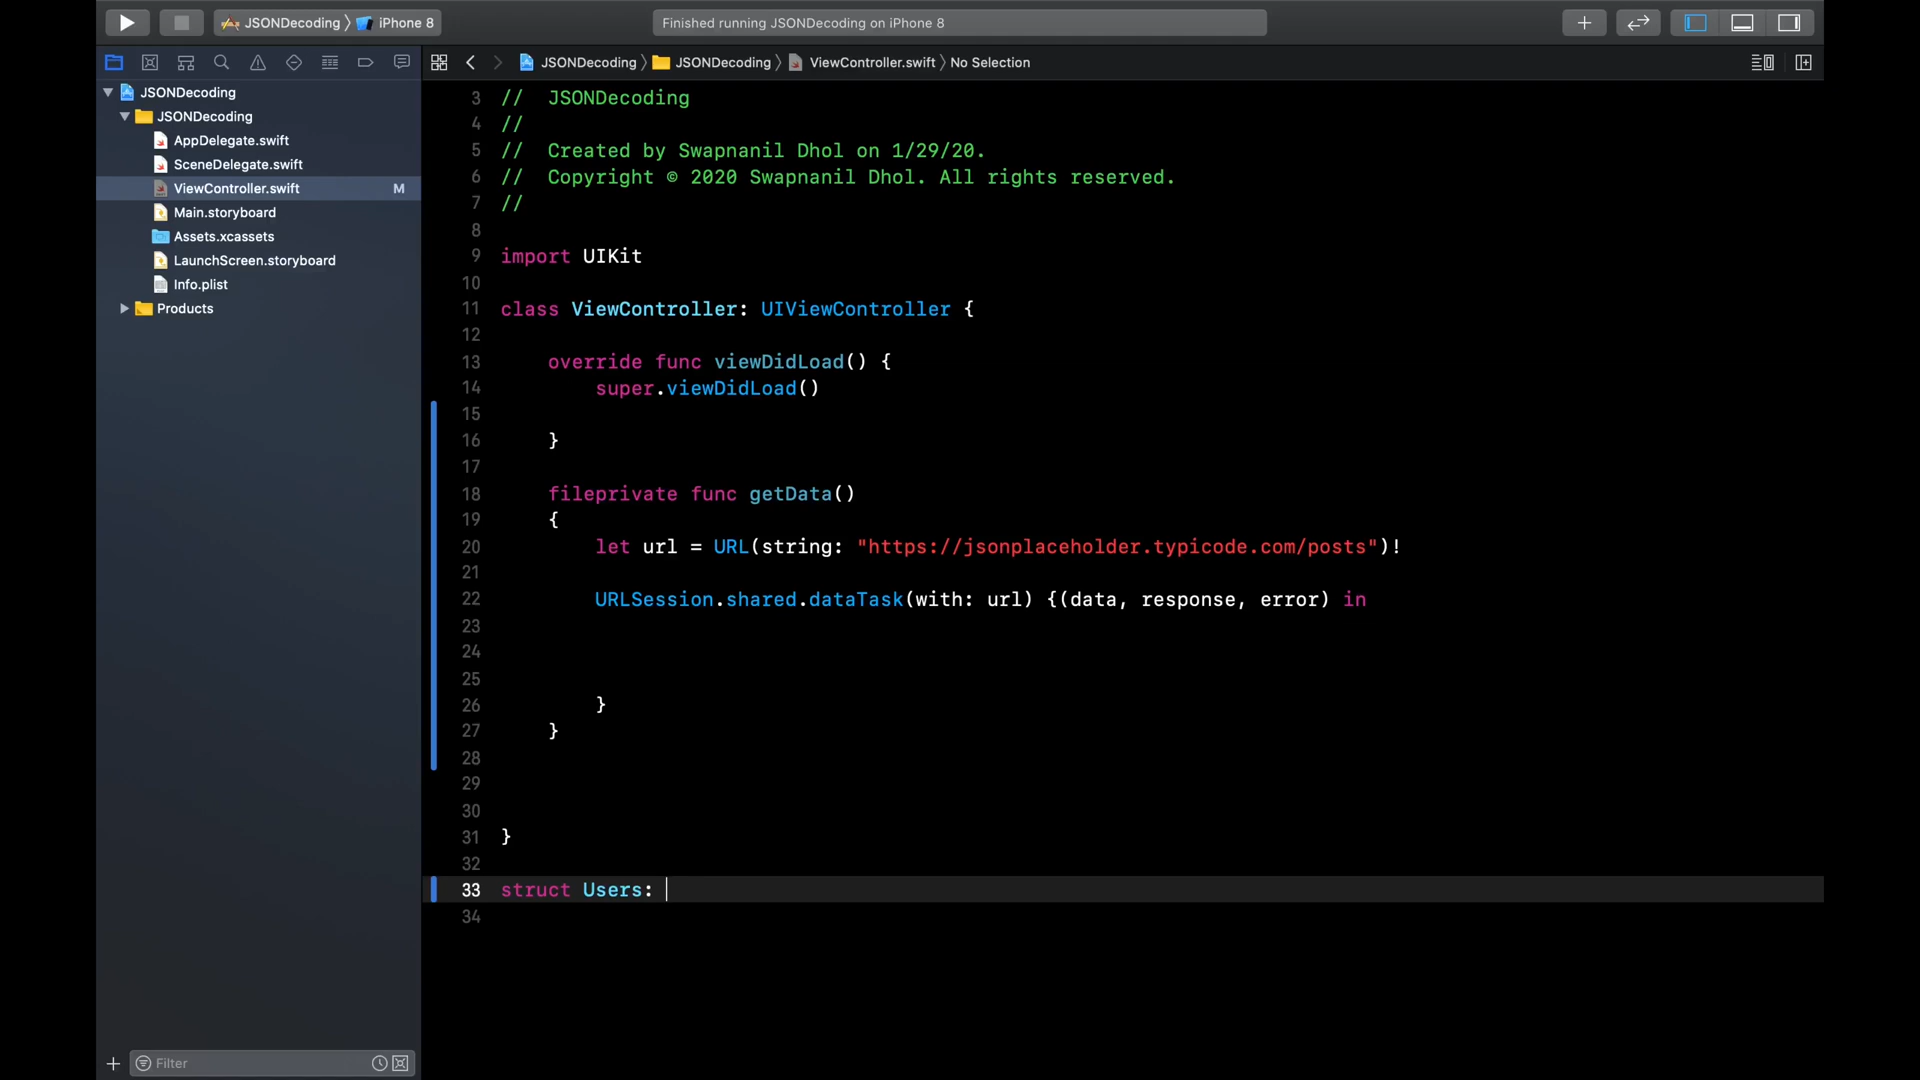 JSONDecoding
iPhone 8
Finished running JSONDecoding on iPhone 8
JSONDecoding
JSONDecoding
ViewController.swift
No Selection
JSONDecoding
JSONDecoding
AppDelegate.swift
SceneDelegate.swift
ViewController.swift M
Main.storyboard
Assets.xcassets
LaunchScreen.storyboard
Info.plist
Products
3 // JSONDecoding
4 //
5 // Created by Swapnanil Dhol on 1/29/20.
6 // Copyright © 2020 Swapnanil Dhol. All rights reserved.
7 //
8
9 import UIKit
10
11 class ViewController: UIViewController {
12
13 override func viewDidLoad() {
14 super.viewDidLoad()
15
16 }
17
18 fileprivate func getData()
19 {
20 let url = URL(string: "https://jsonplaceholder.typicode.com/posts")!
21
22 URLSession.shared.dataTask(with: url) {(data, response, error) in
23
24
25
26 }
27 }
28
29
30
31 }
32
33 struct Users:
34
Filter